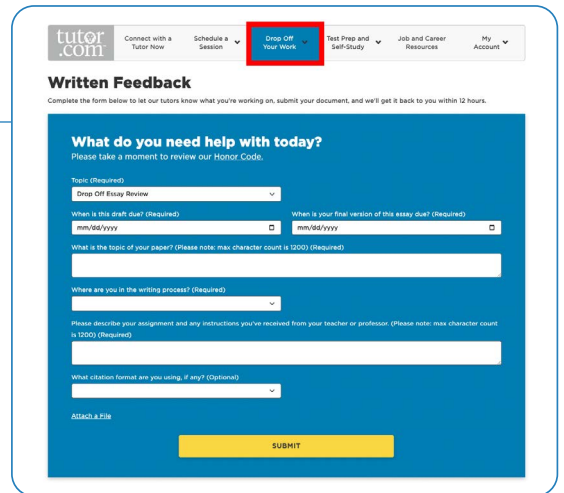 tutor
.com
Connect with a
Tutor Now
Schedule a
Session
Drop Off
Your Work
Test Prep and
Self-Study
Job and Career
Resources
My
Account
Written Feedback
Complete the form below to let our tutors know what you're working on, submit your document, and we'll get it back to you within 12 hours.
What do you need help with today?
Please take a moment to review our Honor Code.
Topic (Required)
Drop Off Essay Review
When is this draft due? (Required)
When is your final version of this essay due? (Required)
mm/dd/yyyy
mm/dd/yyyy
What is the topic of your paper? (Please note: max character count is 1200) (Required)
Where are you in the writing process? (Required)
Please describe your assignment and any instructions you've received from your teacher or professor. (Please note: max character count
is 1200) (Required)
What citation format are you using, if any? (Optional)
Attach a File
SUBMIT